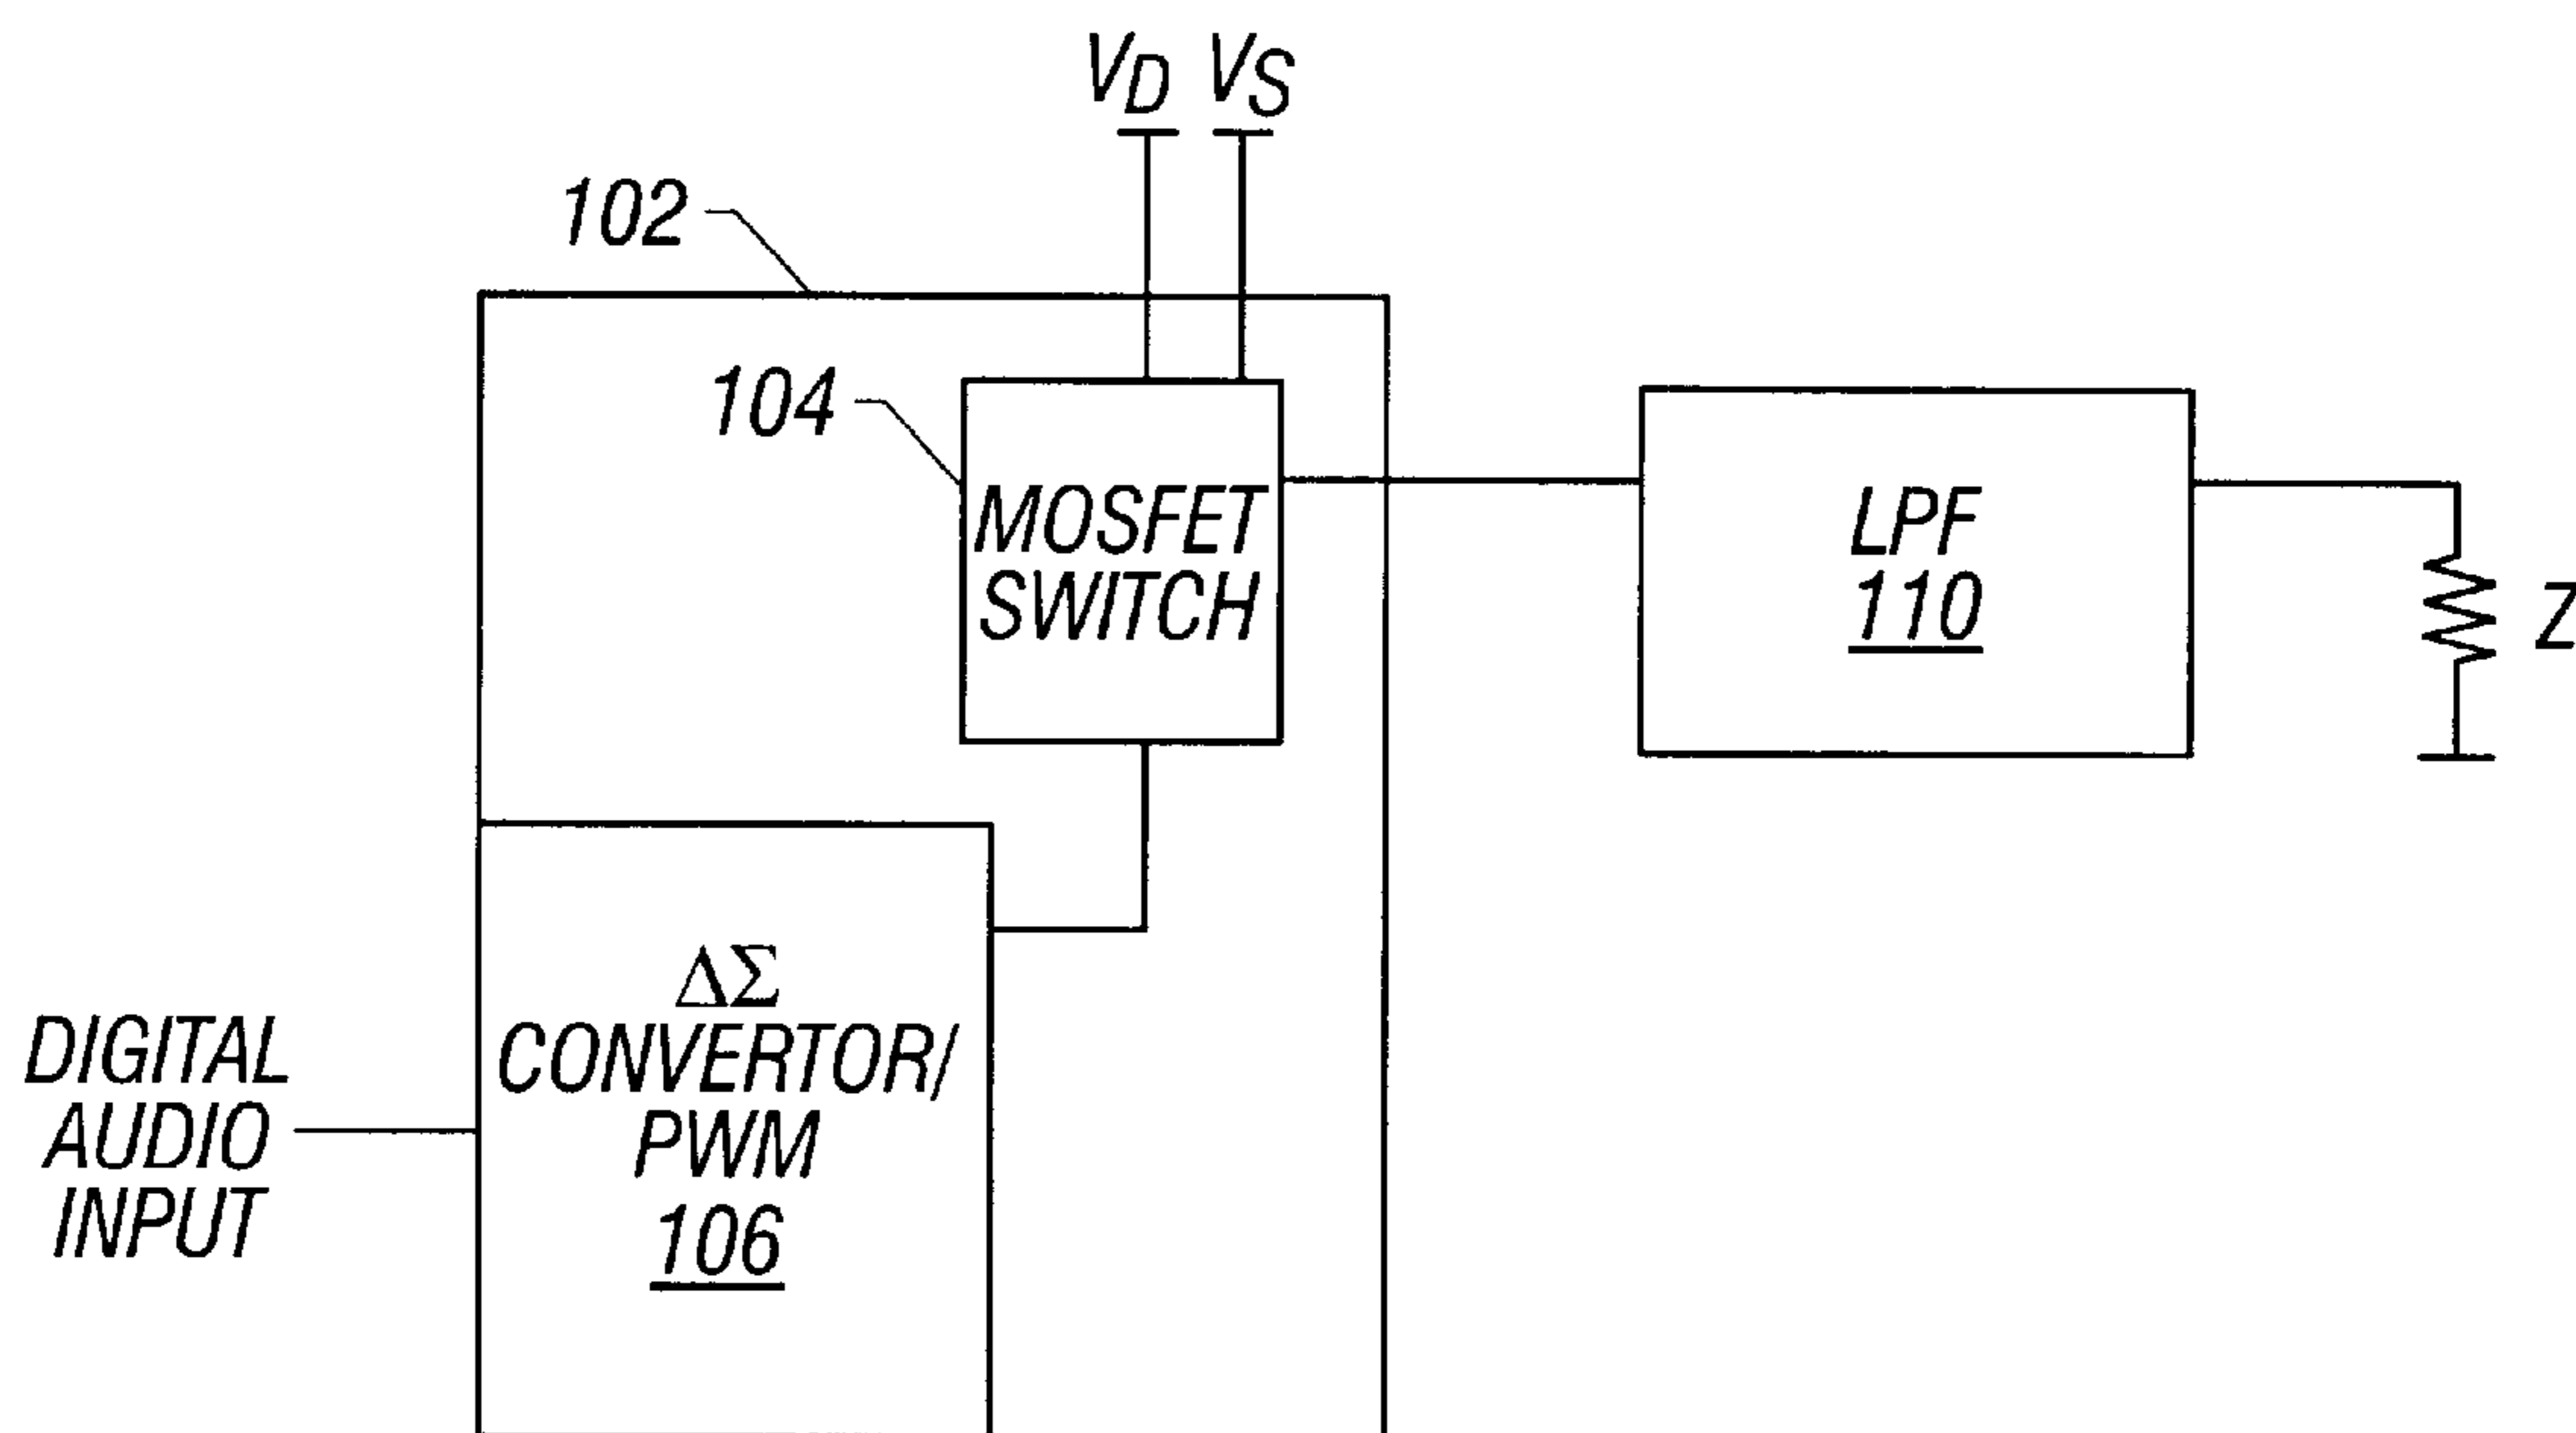 VD VS
102
104
MOSFET
SWITCH
LPF
110
Z
ΔΣ
CONVERTOR/
PWM
106
DIGITAL
AUDIO
INPUT